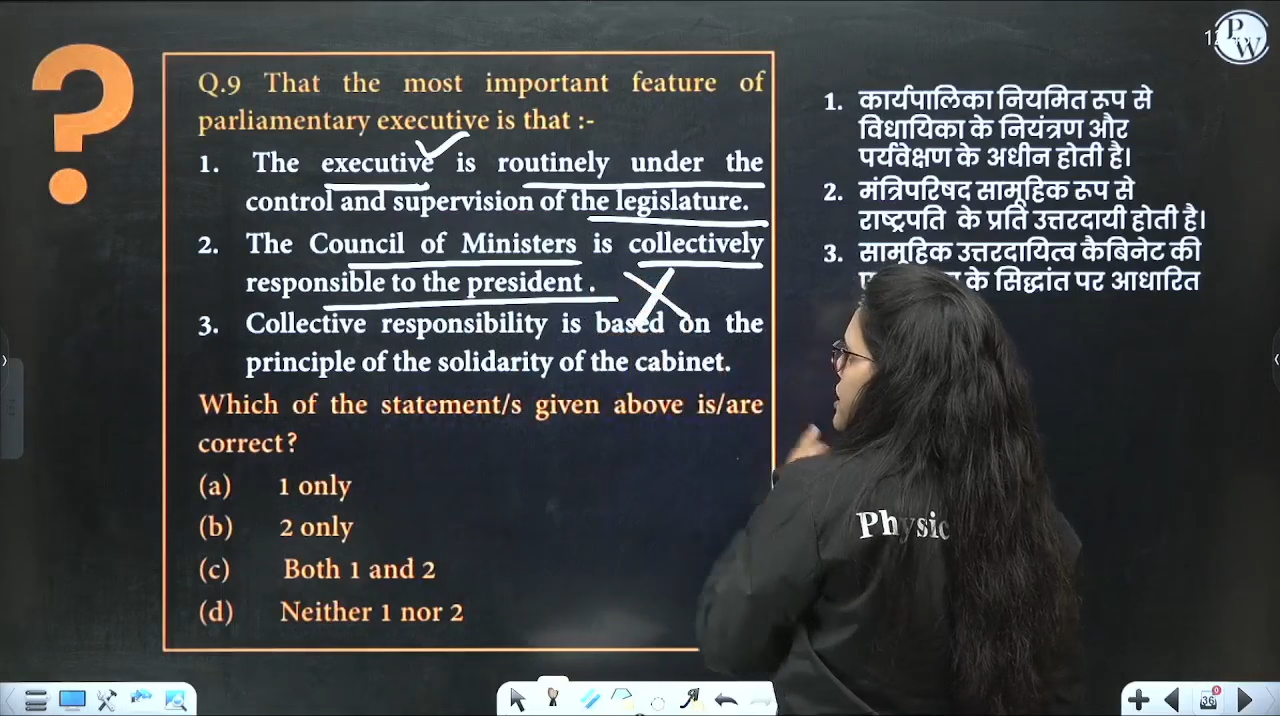 PW
Q.9 That the most important feature of
parliamentary executive is that :-
1. The executive is routinely under the
control and supervision of the legislature.
2. The Council of Ministers is collectively
responsible to the president .
3. Collective responsibility is based on the
principle of the solidarity of the cabinet.
Which of the statement/s given above is/are
correct?
(a) 1 only
(b) 2 only
(c) Both 1 and 2
(d) Neither 1 nor 2
1. कार्यपालिका नियमित रूप से
विधायिका के नियंत्रण और
पर्यवेक्षण के अधीन होती है।
2. मंत्रिपरिषद सामूहिक रूप से
राष्ट्रपति के प्रति उत्तरदायी होती है।
3. सामूहिक उत्तरदायित्व कैबिनेट की
के सिद्धांत पर आधारित
Physic
36